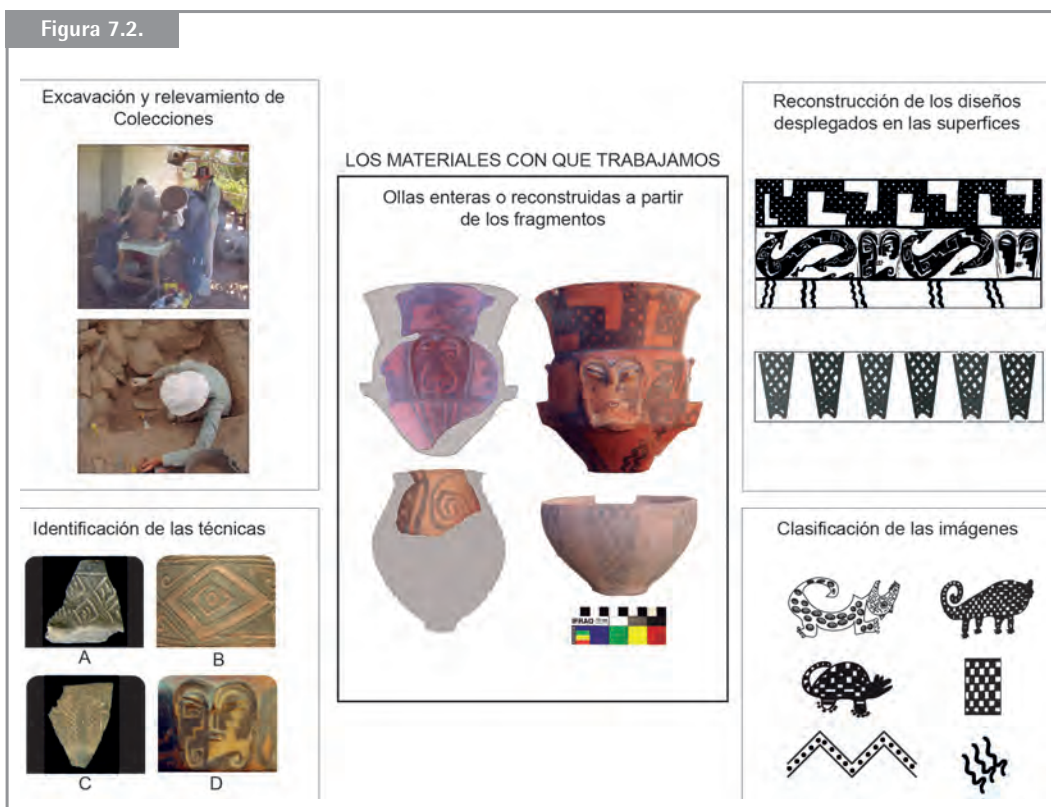 Figura 7.2.
Excavación y relevamiento de
Colecciones
LOS MATERIALES CON QUE TRABAJAMOS
Ollas enteras o reconstruidas a partir
de los fragmentos
IFRAO
Reconstrucción de los diseños
desplegados en las superfices
Identificación de las técnicas
A
B
C
D
Clasificación de las imágenes